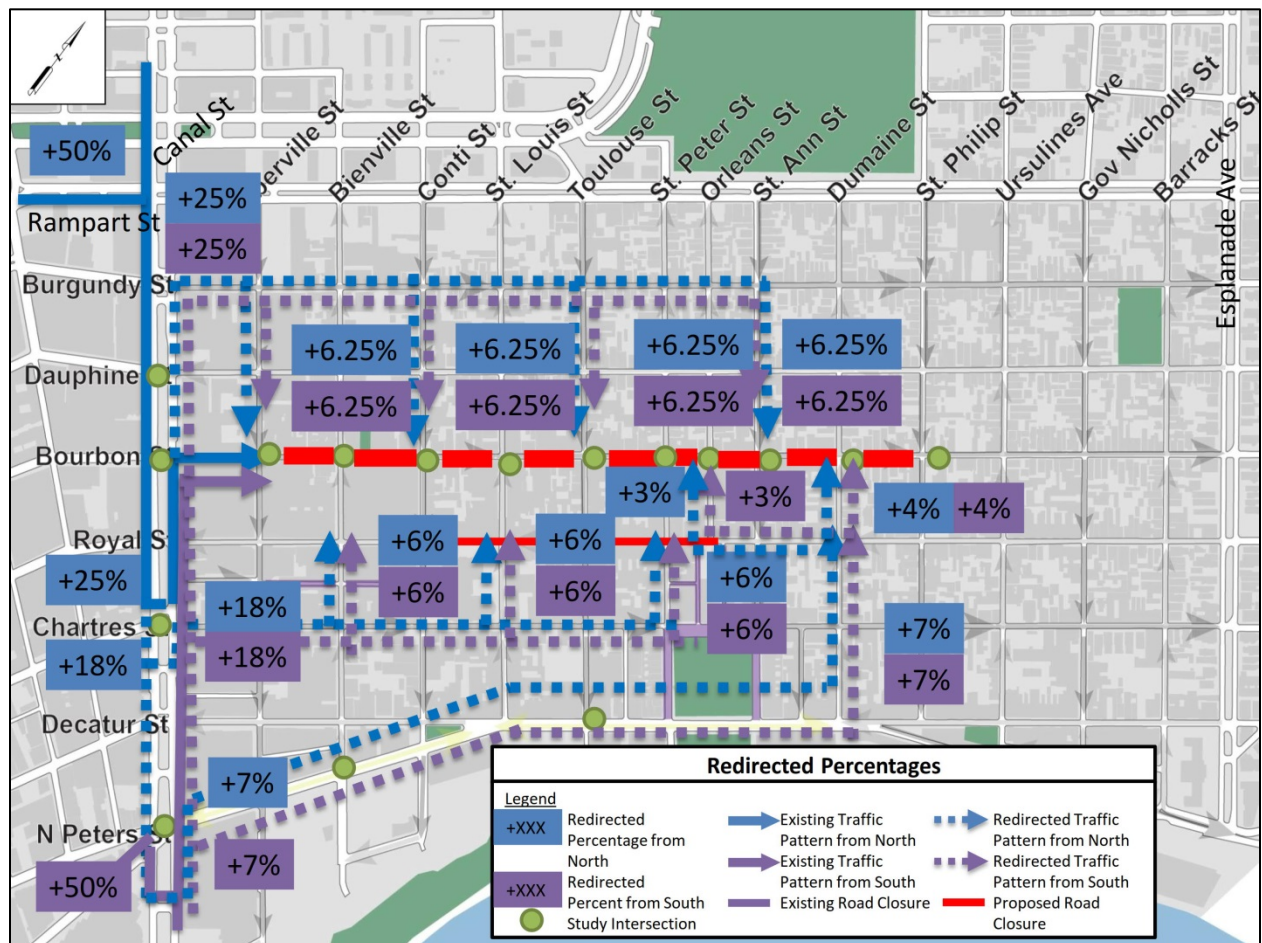 +50%
Canal St
erville St
Bienville St
Conti St
St. Louis St
Toulouse St
St. Peter St
Orleans St
St. Ann St
Dumaine St
St. Phillip St
Ursulines Ave
Gov Nicholls St
Barracks St
Esplanade Ave
Rampart St
+25%
+25%
Burgundy St
+6.25%
+6.25%
+6.25%
+6.25%
Dauphine
+6.25%
+6.25%
+6.25%
+6.25%
Bourbon
+3%
+3%
+4%
+4%
Royal St
+6%
+6%
+25%
+6%
+6%
+6%
+18%
+6%
Chartres St
+7%
+18%
+18%
+7%
Decatur St
+7%
N Peters St
+7%
+50%
Redirected Percentages
Legend
+XXX
Redirected
Percentage from
North
+XXX
Redirected
Percent from South
Study Intersection
Existing Traffic
Pattern from North
Existing Traffic
Pattern from South
Existing Road Closure
Redirected Traffic
Pattern from North
Redirected Traffic
Pattern from South
Proposed Road
Closure